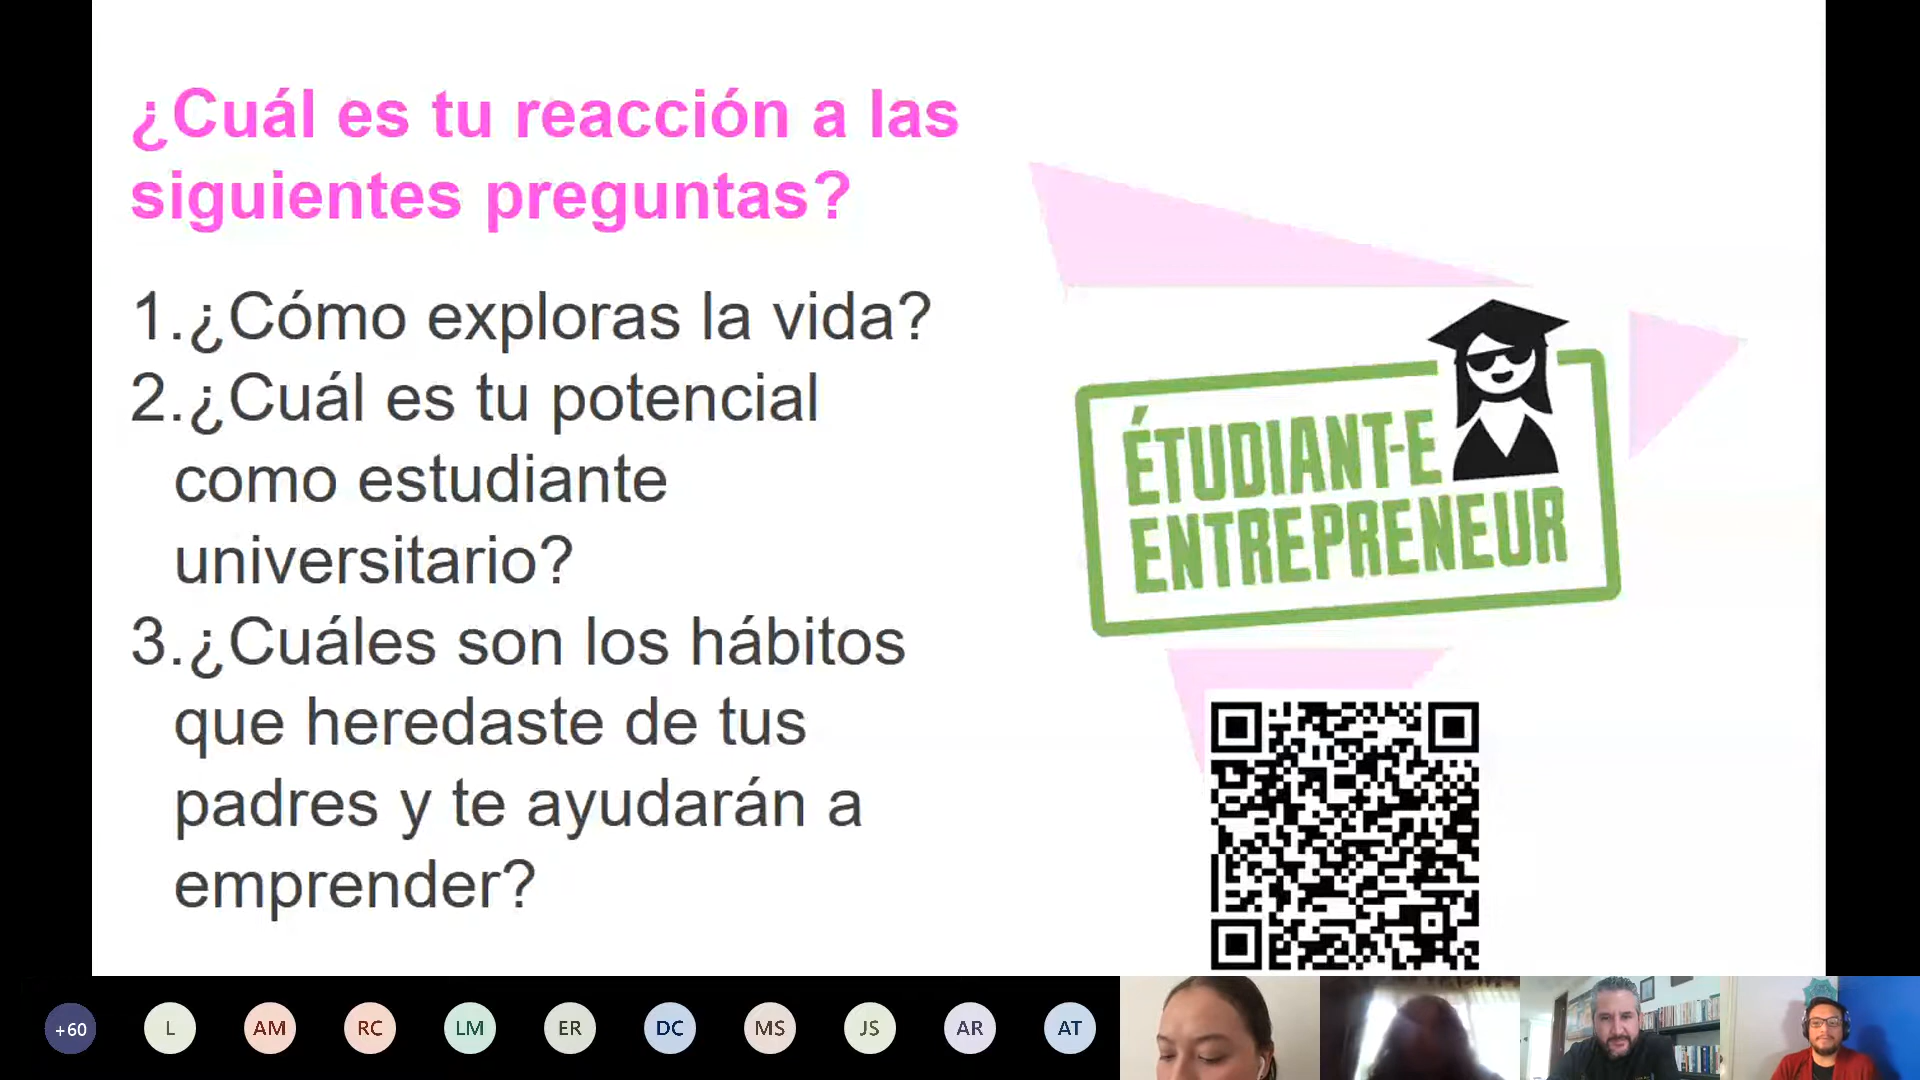 ¿Cuál es tu reacción a las
siguientes preguntas?
1.¿Cómo exploras la vida?
2.¿Cuál es tu potencial
como estudiante
universitario?
3.¿Cuáles son los hábitos
que heredaste de tus
padres y te ayudarán a
emprender?
ÉTUDIANT-E
ENTREPRENEUR
+60 L AM RC LM ER DC MS JS AR AT